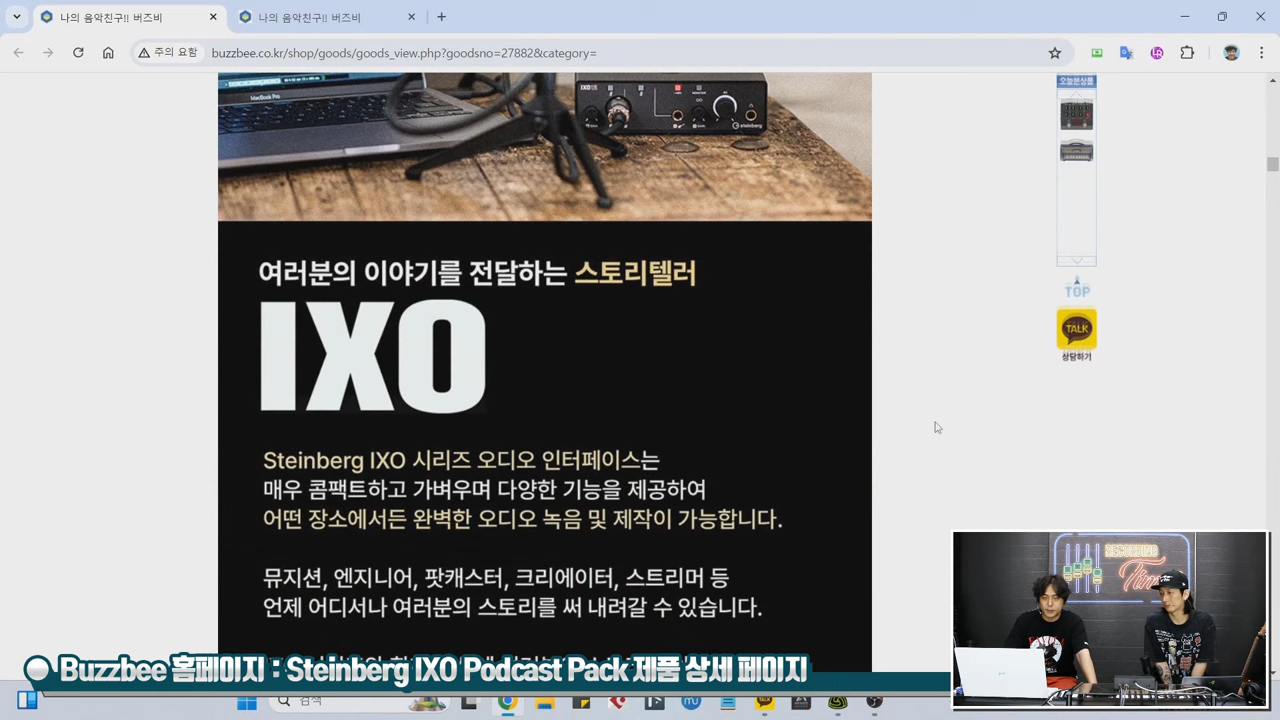 나의 음악친구!! 버즈비
나의 음악친구!! 버즈비
주의 요함
buzzbee.co.kr/shop/goods/goods_view.php?goodsno=27882&category=
오늘본상품
MacBook Pro
steinberg
여러분의 이야기를 전달하는 스토리텔러
IXO
TOP
TALK
상담하기
Steinberg IXO 시리즈 오디오 인터페이스는
매우 콤팩트하고 가벼우며 다양한 기능을 제공하여
어떤 장소에서든 완벽한 오디오 녹음 및 제작이 가능합니다.
뮤지션, 엔지니어, 팟캐스터, 크리에이터, 스트리머 등
언제 어디서나 여러분의 스토리를 써 내려갈 수 있습니다.
RECORDING
Time
Buzzbee 홈페이지 : Steinberg IXO Podcast Pack 제품 상세 페이지
검색